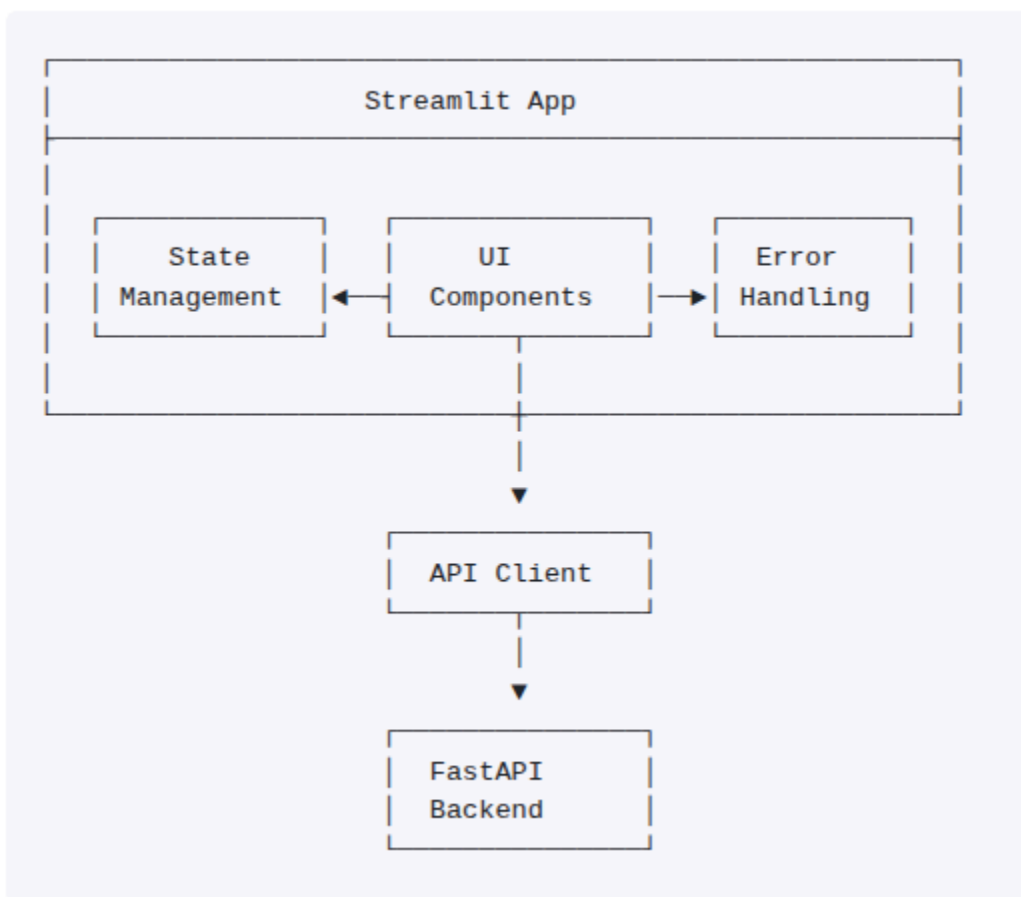 Streamlit App
State UI Error
Management Components Handling
API Client
FastAPI
Backend